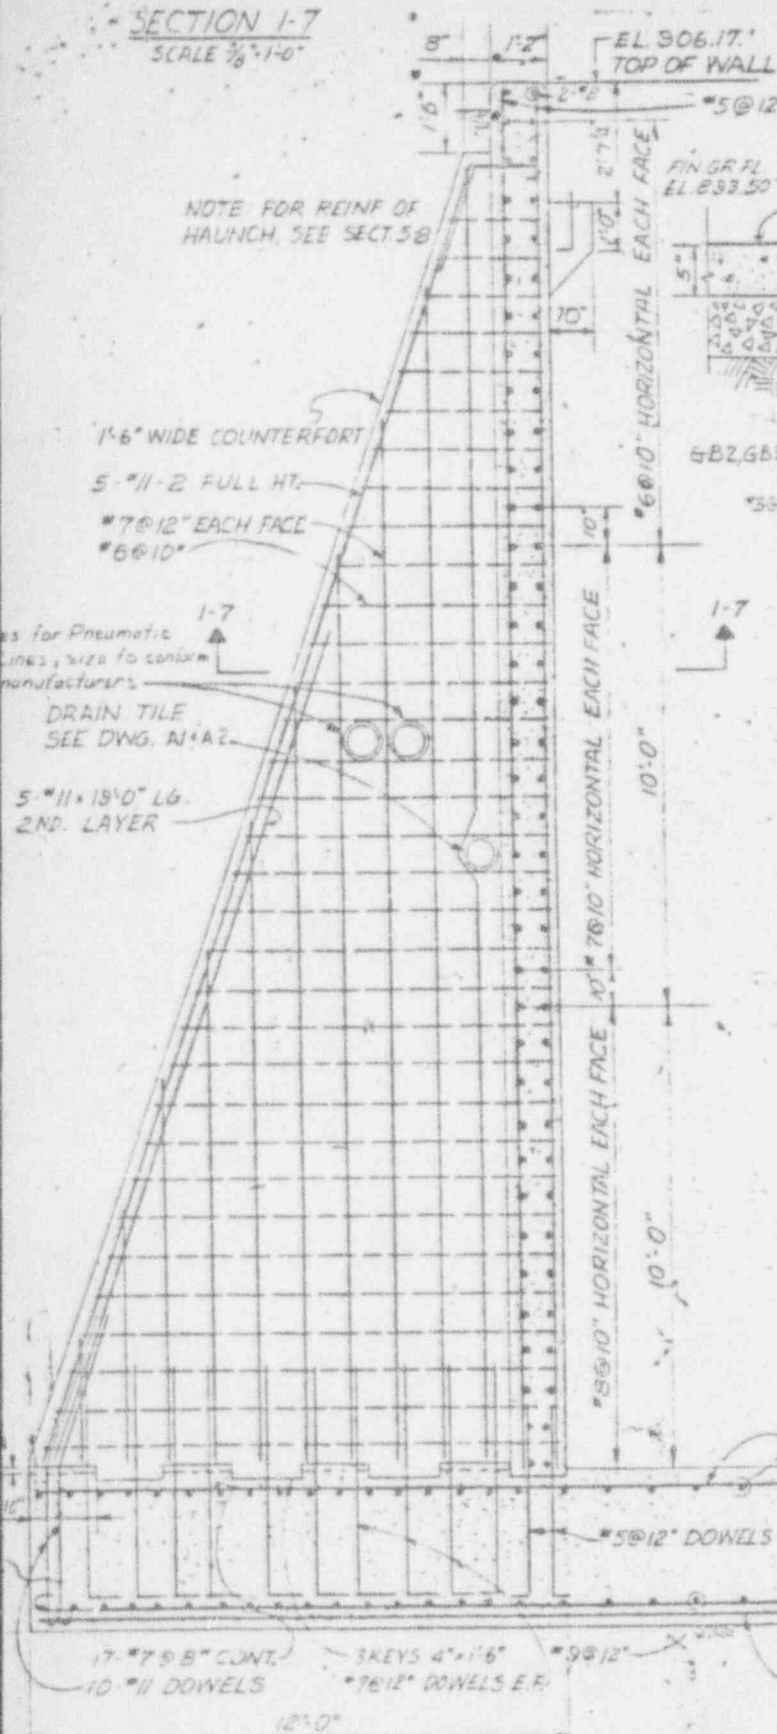 SECTION 1-7
SCALE 3/8"=1'-0"
8"
1'-2"
EL. 906.17'
TOP OF WALL
1'-6"
2-#8
#5@12
2'-7½
FIN GR FL
EL. 893.50
NOTE: FOR REINF OF
HAUNCH, SEE SECT. 5-8
1'-0"
5"
10"
#6@10" HORIZONTAL EACH FACE
1'-6" WIDE COUNTERFORT
GB2, GB
5-#11-2 FULL HT.
#7@12" EACH FACE
#6@10"
10"
1-7
1-7
es for Pneumatic
Lines, size to conform
manufacturers
DRAIN TILE
SEE DWG. A1 & A2
10'-0"
#7@10" HORIZONTAL EACH FACE
5-#11 x 19'-0" LG.
2ND. LAYER
10"
#8@10" HORIZONTAL EACH FACE
10'-0"
#5@12" DOWELS
17-#7@8" CONT.
3 KEYS 4" x 1'-6"
#9@12"
10-#11 DOWELS
#7@12" DOWELS E.F.
12'-0"